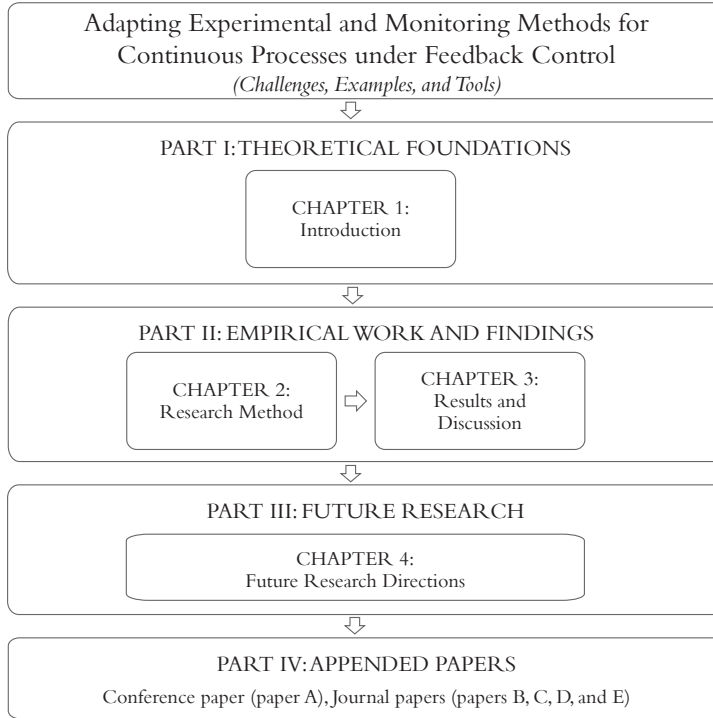 Adapting Experimental and Monitoring Methods for
Continuous Processes under Feedback Control
(Challenges, Examples, and Tools)
PART I: THEORETICAL FOUNDATIONS
CHAPTER 1:
Introduction
PART II: EMPIRICAL WORK AND FINDINGS
CHAPTER 2:
Research Method
CHAPTER 3:
Results and
Discussion
PART III: FUTURE RESEARCH
CHAPTER 4:
Future Research Directions
PART IV: APPENDED PAPERS
Conference paper (paper A), Journal papers (papers B, C, D, and E)